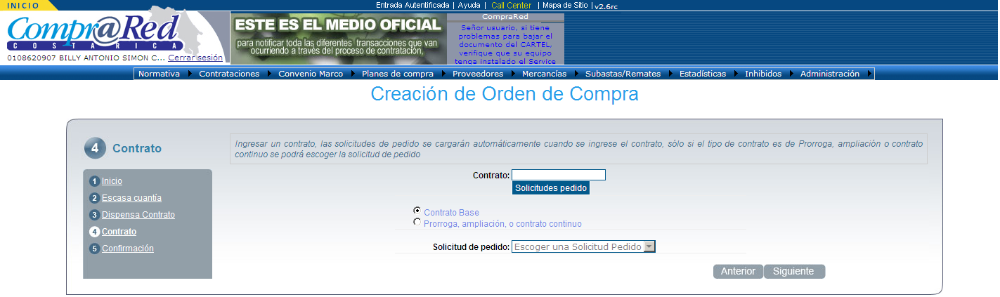 INICIO
Entrada Autentificada | Ayuda | Call Center | Mapa de Sitio | v2.6rc
Compr@Red
COSTA RICA
0108620907 BILLY ANTONIO SIMON C... Cerrar sesión
ESTE ES EL MEDIO OFICIAL
para notificar toda las diferentes transacciones que van
ocurriendo a través del proceso de contratación,
CompraRed
Señor usuario, si tiene
problemas para bajar el
documento del CARTEL,
verifique que su equipo
tenga instalado el Service
Normativa Contrataciones Convenio Marco Planes de compra Proveedores Mercancías Subastas/Remates Estadísticas Inhibidos Administración
Creación de Orden de Compra
4 Contrato
1 Inicio
2 Escasa cuantía
3 Dispensa Contrato
4 Contrato
5 Confirmación
Ingresar un contrato, las solicitudes de pedido se cargarán automáticamente cuando se ingrese el contrato, sólo si el tipo de contrato es de Prorroga, ampliación o contrato
continuo se podrá escoger la solicitud de pedido
Contrato:
Solicitudes pedido
Contrato Base
Prorroga, ampliación, o contrato continuo
Solicitud de pedido: Escoger una Solicitud Pedido
Anterior Siguiente